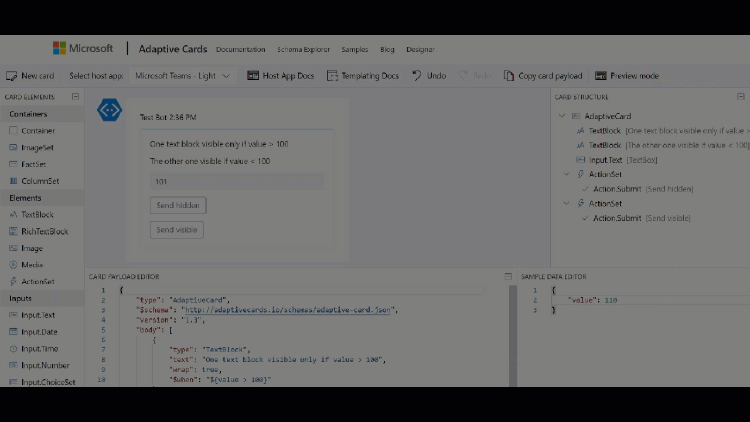 Microsoft | Adaptive Cards Documentation Schema Explorer Samples Blog Designer
New card Select host app: Microsoft Teams - Light Host App Docs Templating Docs Undo Redo Copy card payload Preview mode
CARD ELEMENTS
Containers
Container
ImageSet
FactSet
ColumnSet
Elements
TextBlock
RichTextBlock
Image
Media
ActionSet
Inputs
Input.Text
Input.Date
Input.Time
Input.Number
Input.ChoiceSet
Test Bot 2:36 PM
One text block visible only if value > 100
The other one visible if value < 100
101
Send hidden
Send visible
CARD STRUCTURE
AdaptiveCard
TextBlock [One text block visible only if value >
TextBlock [The other one visible if value < 100]
Input.Text [TextBox]
ActionSet
Action.Submit [Send hidden]
ActionSet
Action.Submit [Send visible]
CARD PAYLOAD EDITOR
1 {
2 "type": "AdaptiveCard",
3 "$schema": "http://adaptivecards.io/schemas/adaptive-card.json",
4 "version": "1.3",
5 "body": [
6 {
7 "type": "TextBlock",
8 "text": "One text block visible only if value > 100",
9 "wrap": true,
10 "$when": "${value > 100}"
SAMPLE DATA EDITOR
1 {
2 "value": 110
3 }